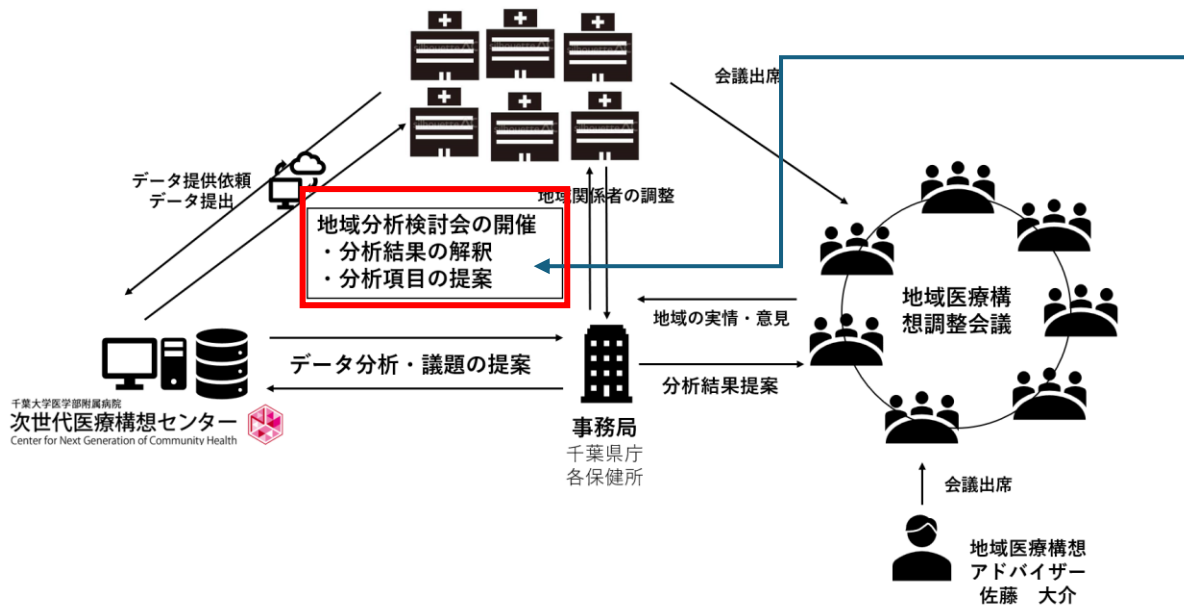 会議出席
データ提供依頼
データ提出
地域関係者の調整
地域分析検討会の開催
・分析結果の解釈
・分析項目の提案
地域医療構
想調整会議
地域の実情・意見
データ分析・議題の提案
分析結果提案
千葉大学医学部附属病院
次世代医療構想センター
Center for Next Generation of Community Health
事務局
千葉県庁
各保健所
会議出席
地域医療構想
アドバイザー
佐藤 大介